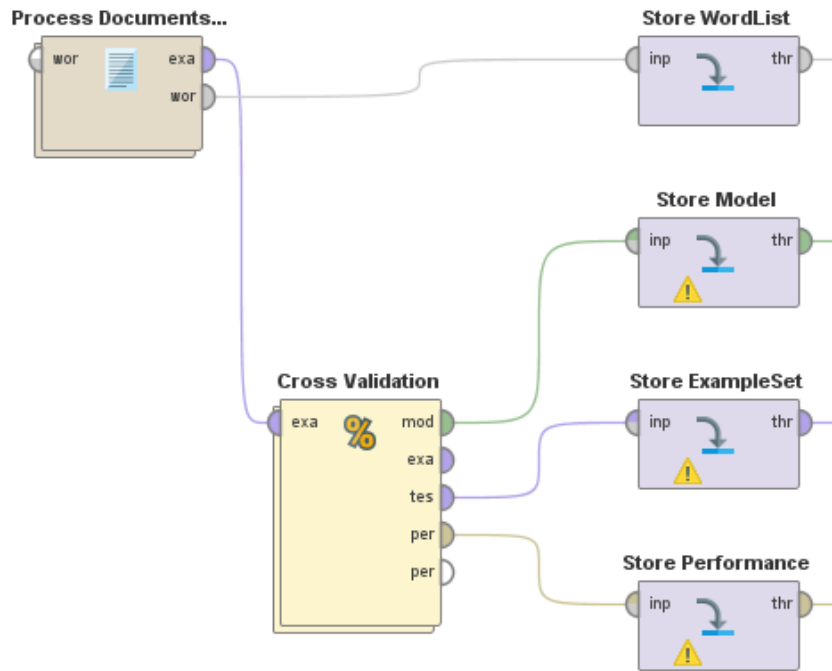 Process Documents...
Store WordList
wor
exa
inp
thr
wor
Store Model
inp
thr
!
Cross Validation
Store ExampleSet
exa
%
mod
inp
thr
exa
!
tes
per
Store Performance
per
inp
thr
!